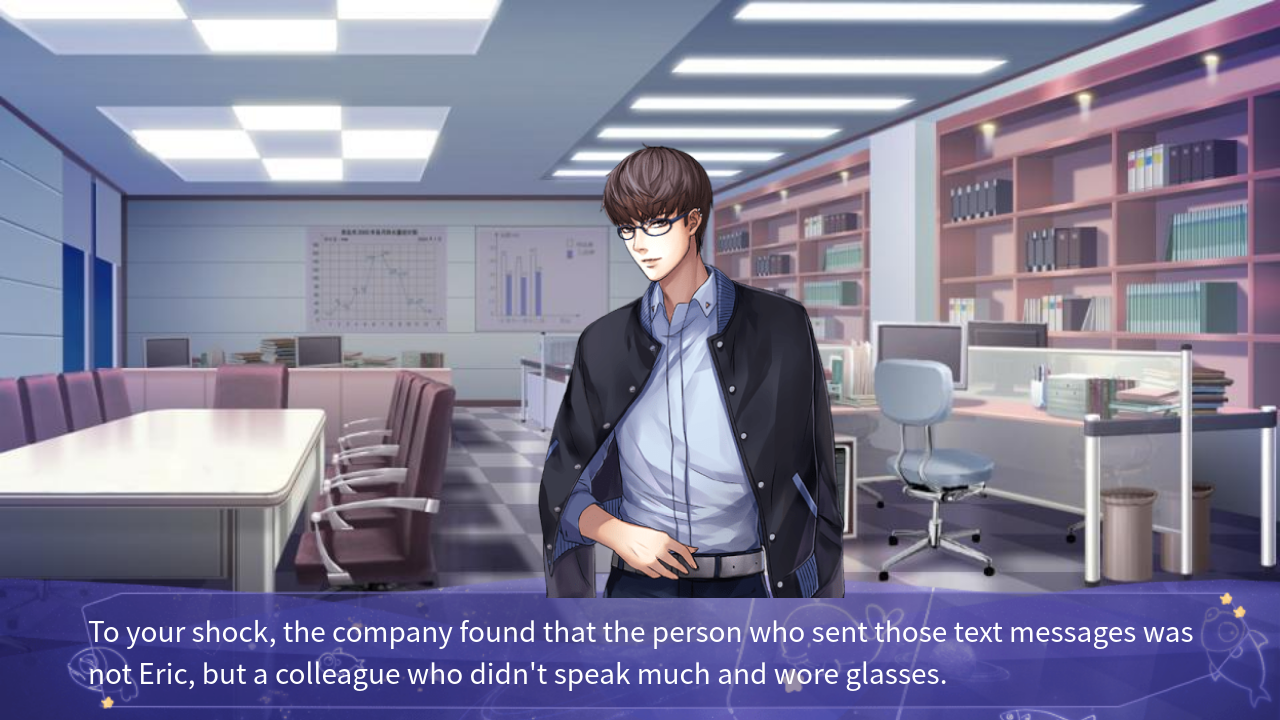 To your shock, the company found that the person who sent those text messages was
not Eric, but a colleague who didn't speak much and wore glasses.